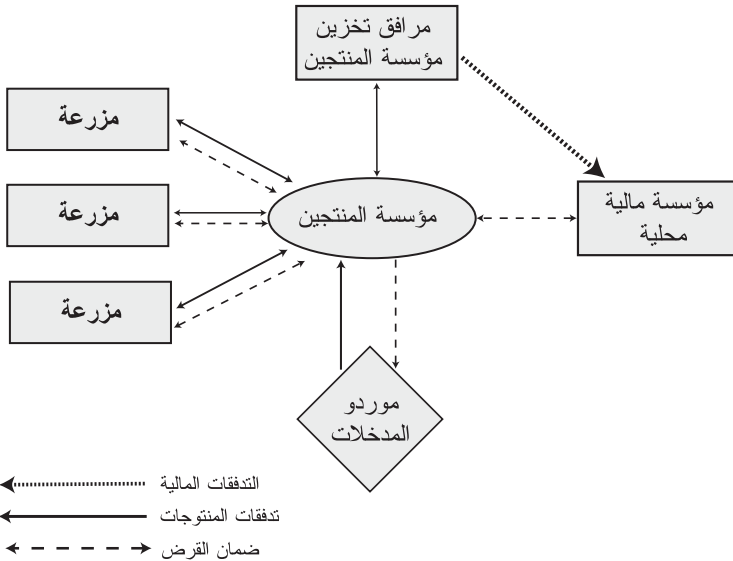 مرافق تخزين
مؤسسة المنتجين
مزرعة
مزرعة
مزرعة
مؤسسة المنتجين
مؤسسة مالية
محلية
موردو
المدخلات
التدفقات المالية
تدفقات المنتوجات
ضمان القرض